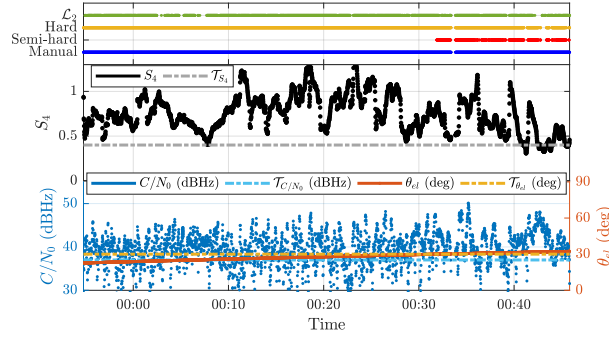 ℒ₂
Hard
Semi-hard
Manual
S₄ 𝒯_{S₄}
1
0.5
0
S₄
C/N₀ (dBHz) 𝒯_{C/N₀} (dBHz) θ_{el} (deg) 𝒯_{θ_{el}} (deg)
50
40
30
C/N₀ (dBHz)
90
60
30
0
θ_{el} (deg)
00:00 00:10 00:20 00:30 00:40
Time